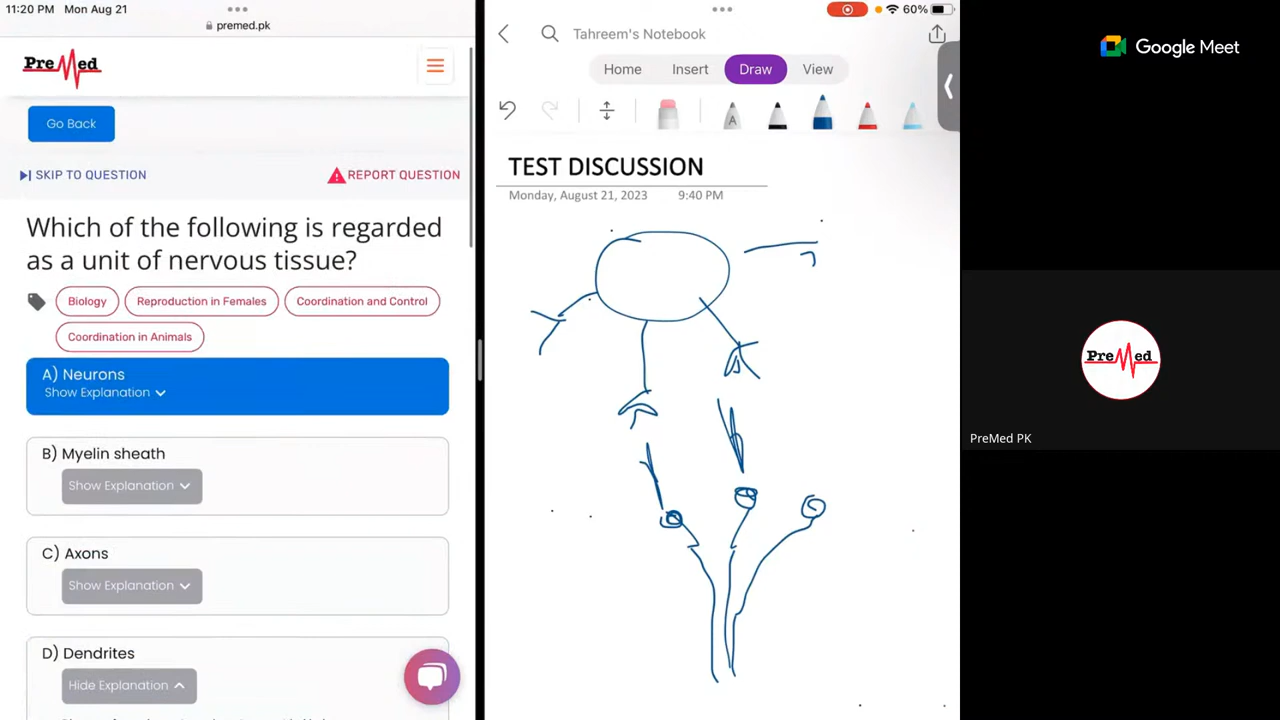 11:20 PM Mon Aug 21
premed.pk
PreMed
Go Back
SKIP TO QUESTION
REPORT QUESTION
Which of the following is regarded
as a unit of nervous tissue?
Biology
Reproduction in Females
Coordination and Control
Coordination in Animals
A) Neurons
Show Explanation
B) Myelin sheath
Show Explanation
C) Axons
Show Explanation
D) Dendrites
Hide Explanation
60%
Tahreem's Notebook
Home Insert Draw View
A
TEST DISCUSSION
Monday, August 21, 2023 9:40 PM
Google Meet
PreMed
PreMed PK